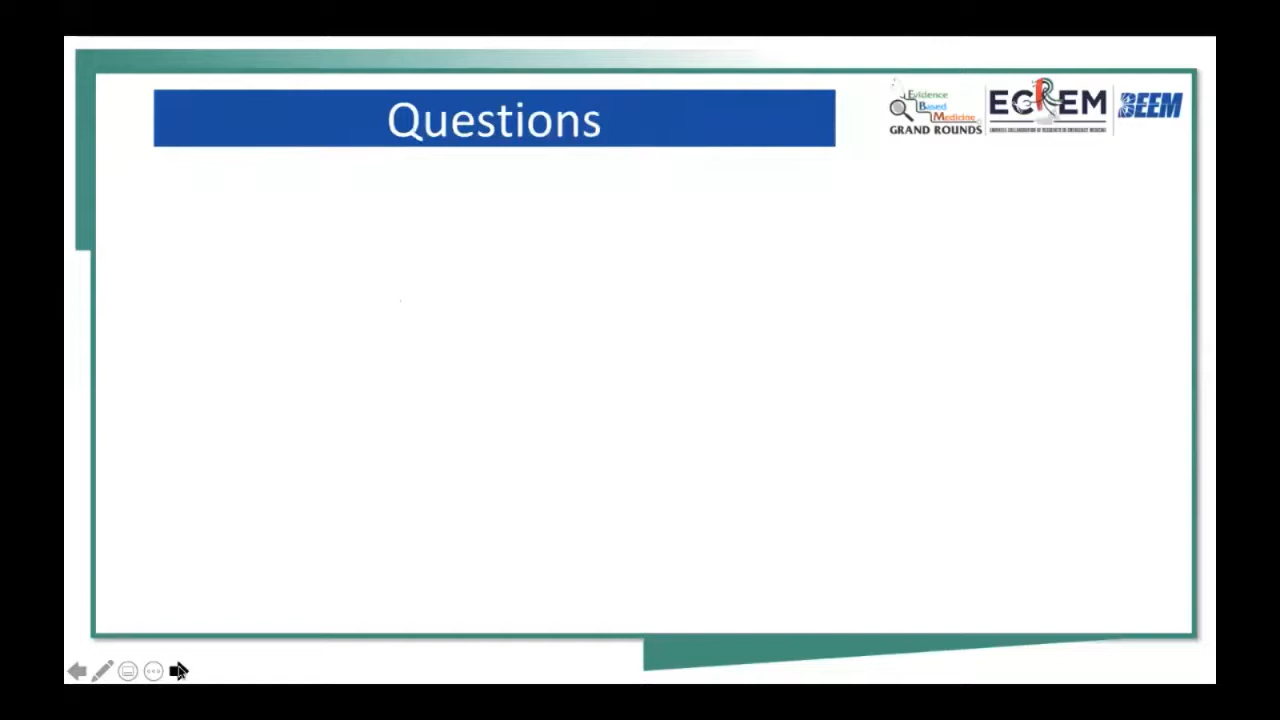 Questions
Evidence
Based
Medicine
GRAND ROUNDS
ECREM
BEEM